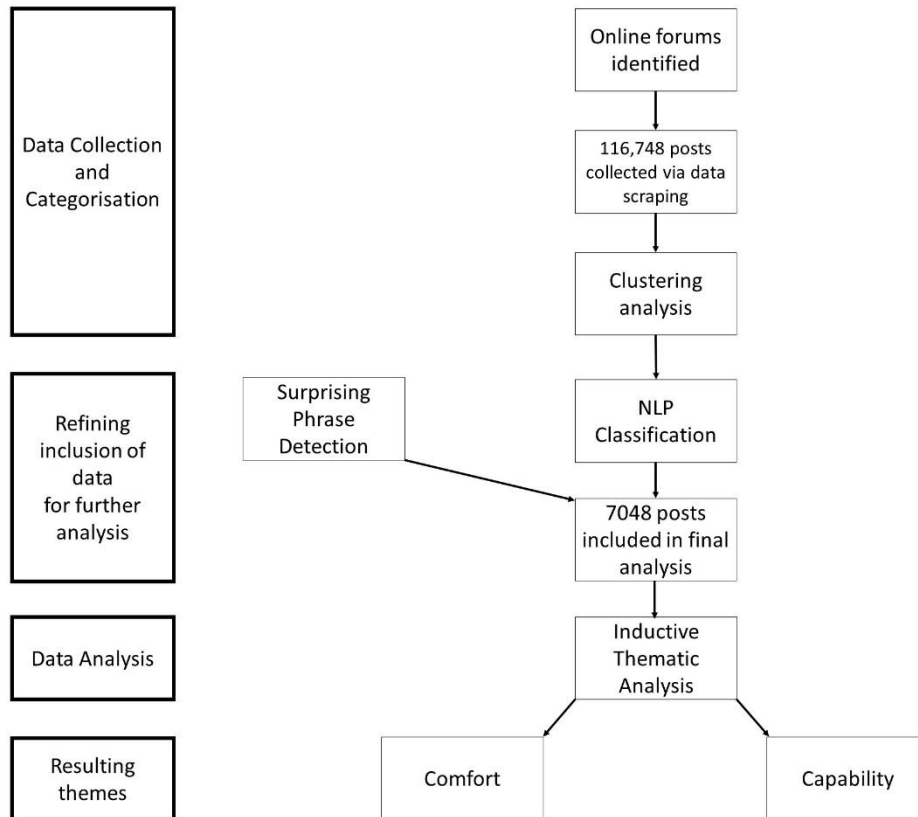 Data Collection
and
Categorisation
Online forums
identified
116,748 posts
collected via data
scraping
Clustering
analysis
Refining
inclusion of
data
for further
analysis
Surprising
Phrase
Detection
NLP
Classification
7048 posts
included in final
analysis
Data Analysis
Inductive
Thematic
Analysis
Resulting
themes
Comfort
Capability